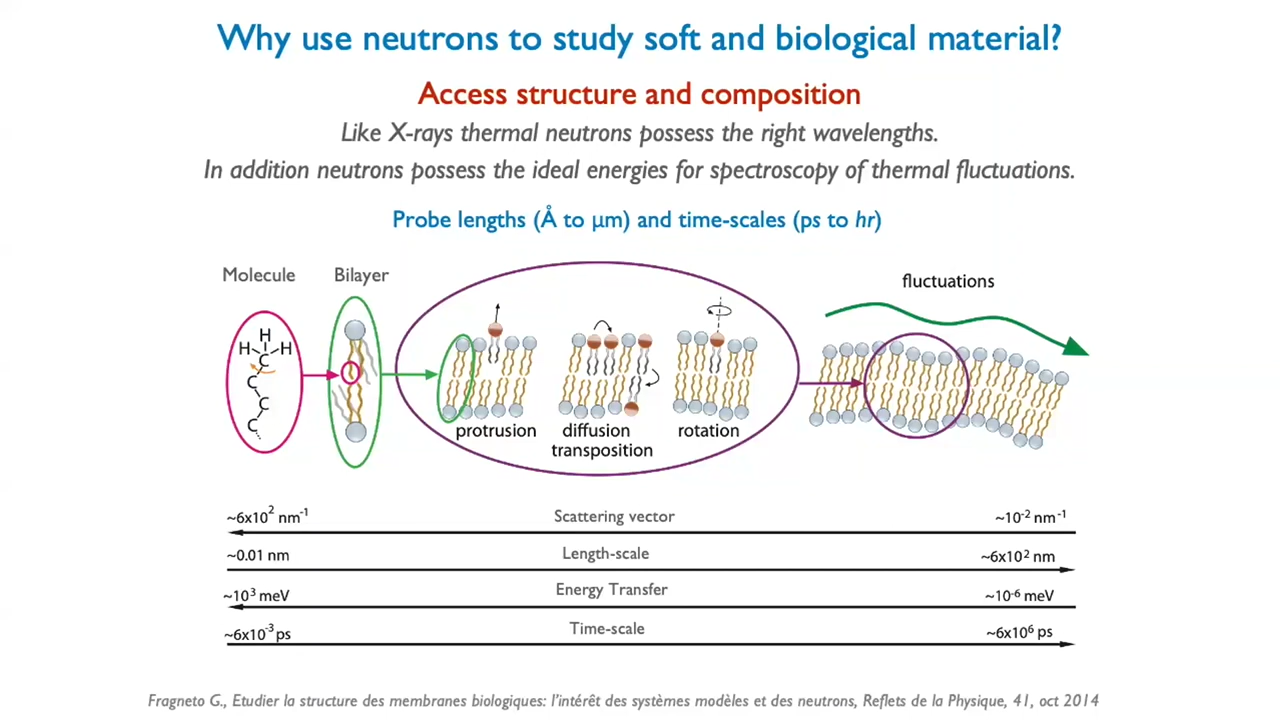 Why use neutrons to study soft and biological material?
Access structure and composition
Like X-rays thermal neutrons possess the right wavelengths.
In addition neutrons possess the ideal energies for spectroscopy of thermal fluctuations.
Probe lengths (Å to μm) and time-scales (ps to hr)
Molecule
Bilayer
fluctuations
H
H
H
C
C
C
C
protrusion
diffusion
transposition
rotation
~6x10² nm⁻¹
Scattering vector
~10⁻² nm⁻¹
~0.01 nm
Length-scale
~6x10² nm
~10³ meV
Energy Transfer
~10⁻⁶ meV
~6x10⁻³ ps
Time-scale
~6x10⁶ ps
Fragneto G., Etudier la structure des membranes biologiques: l'intérêt des systèmes modèles et des neutrons, Reflets de la Physique, 41, oct 2014